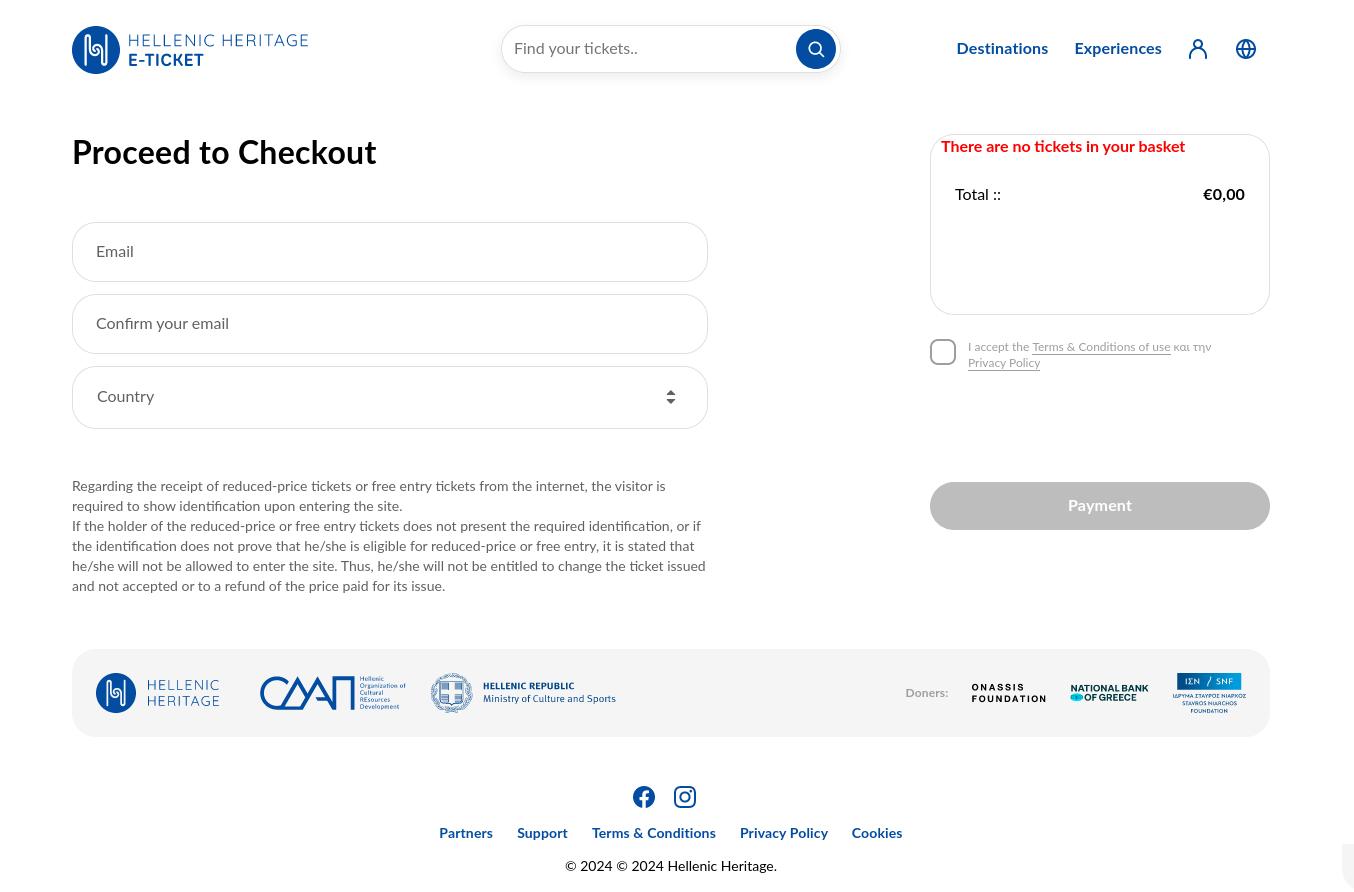 HELLENIC HERITAGE
E-TICKET
Find your tickets..
Destinations
Experiences
Proceed to Checkout
There are no tickets in your basket
Total ::
€0,00
Email
Confirm your email
Country
I accept the Terms & Conditions of use και την
Privacy Policy
Payment
Regarding the receipt of reduced-price tickets or free entry tickets from the internet, the visitor is
required to show identification upon entering the site.
If the holder of the reduced-price or free entry tickets does not present the required identification, or if
the identification does not prove that he/she is eligible for reduced-price or free entry, it is stated that
he/she will not be allowed to enter the site. Thus, he/she will not be entitled to change the ticket issued
and not accepted or to a refund of the price paid for its issue.
HELLENIC
HERITAGE
Hellenic
Organization of
Cultural
REsources
Development
HELLENIC REPUBLIC
Ministry of Culture and Sports
Doners:
ONASSIS
FOUNDATION
NATIONAL BANK
OF GREECE
ΙΣΝ / SNF
ΙΔΡΥΜΑ ΣΤΑΥΡΟΣ ΝΙΑΡΧΟΣ
STAVROS NIARCHOS
FOUNDATION
Partners
Support
Terms & Conditions
Privacy Policy
Cookies
© 2024 © 2024 Hellenic Heritage.